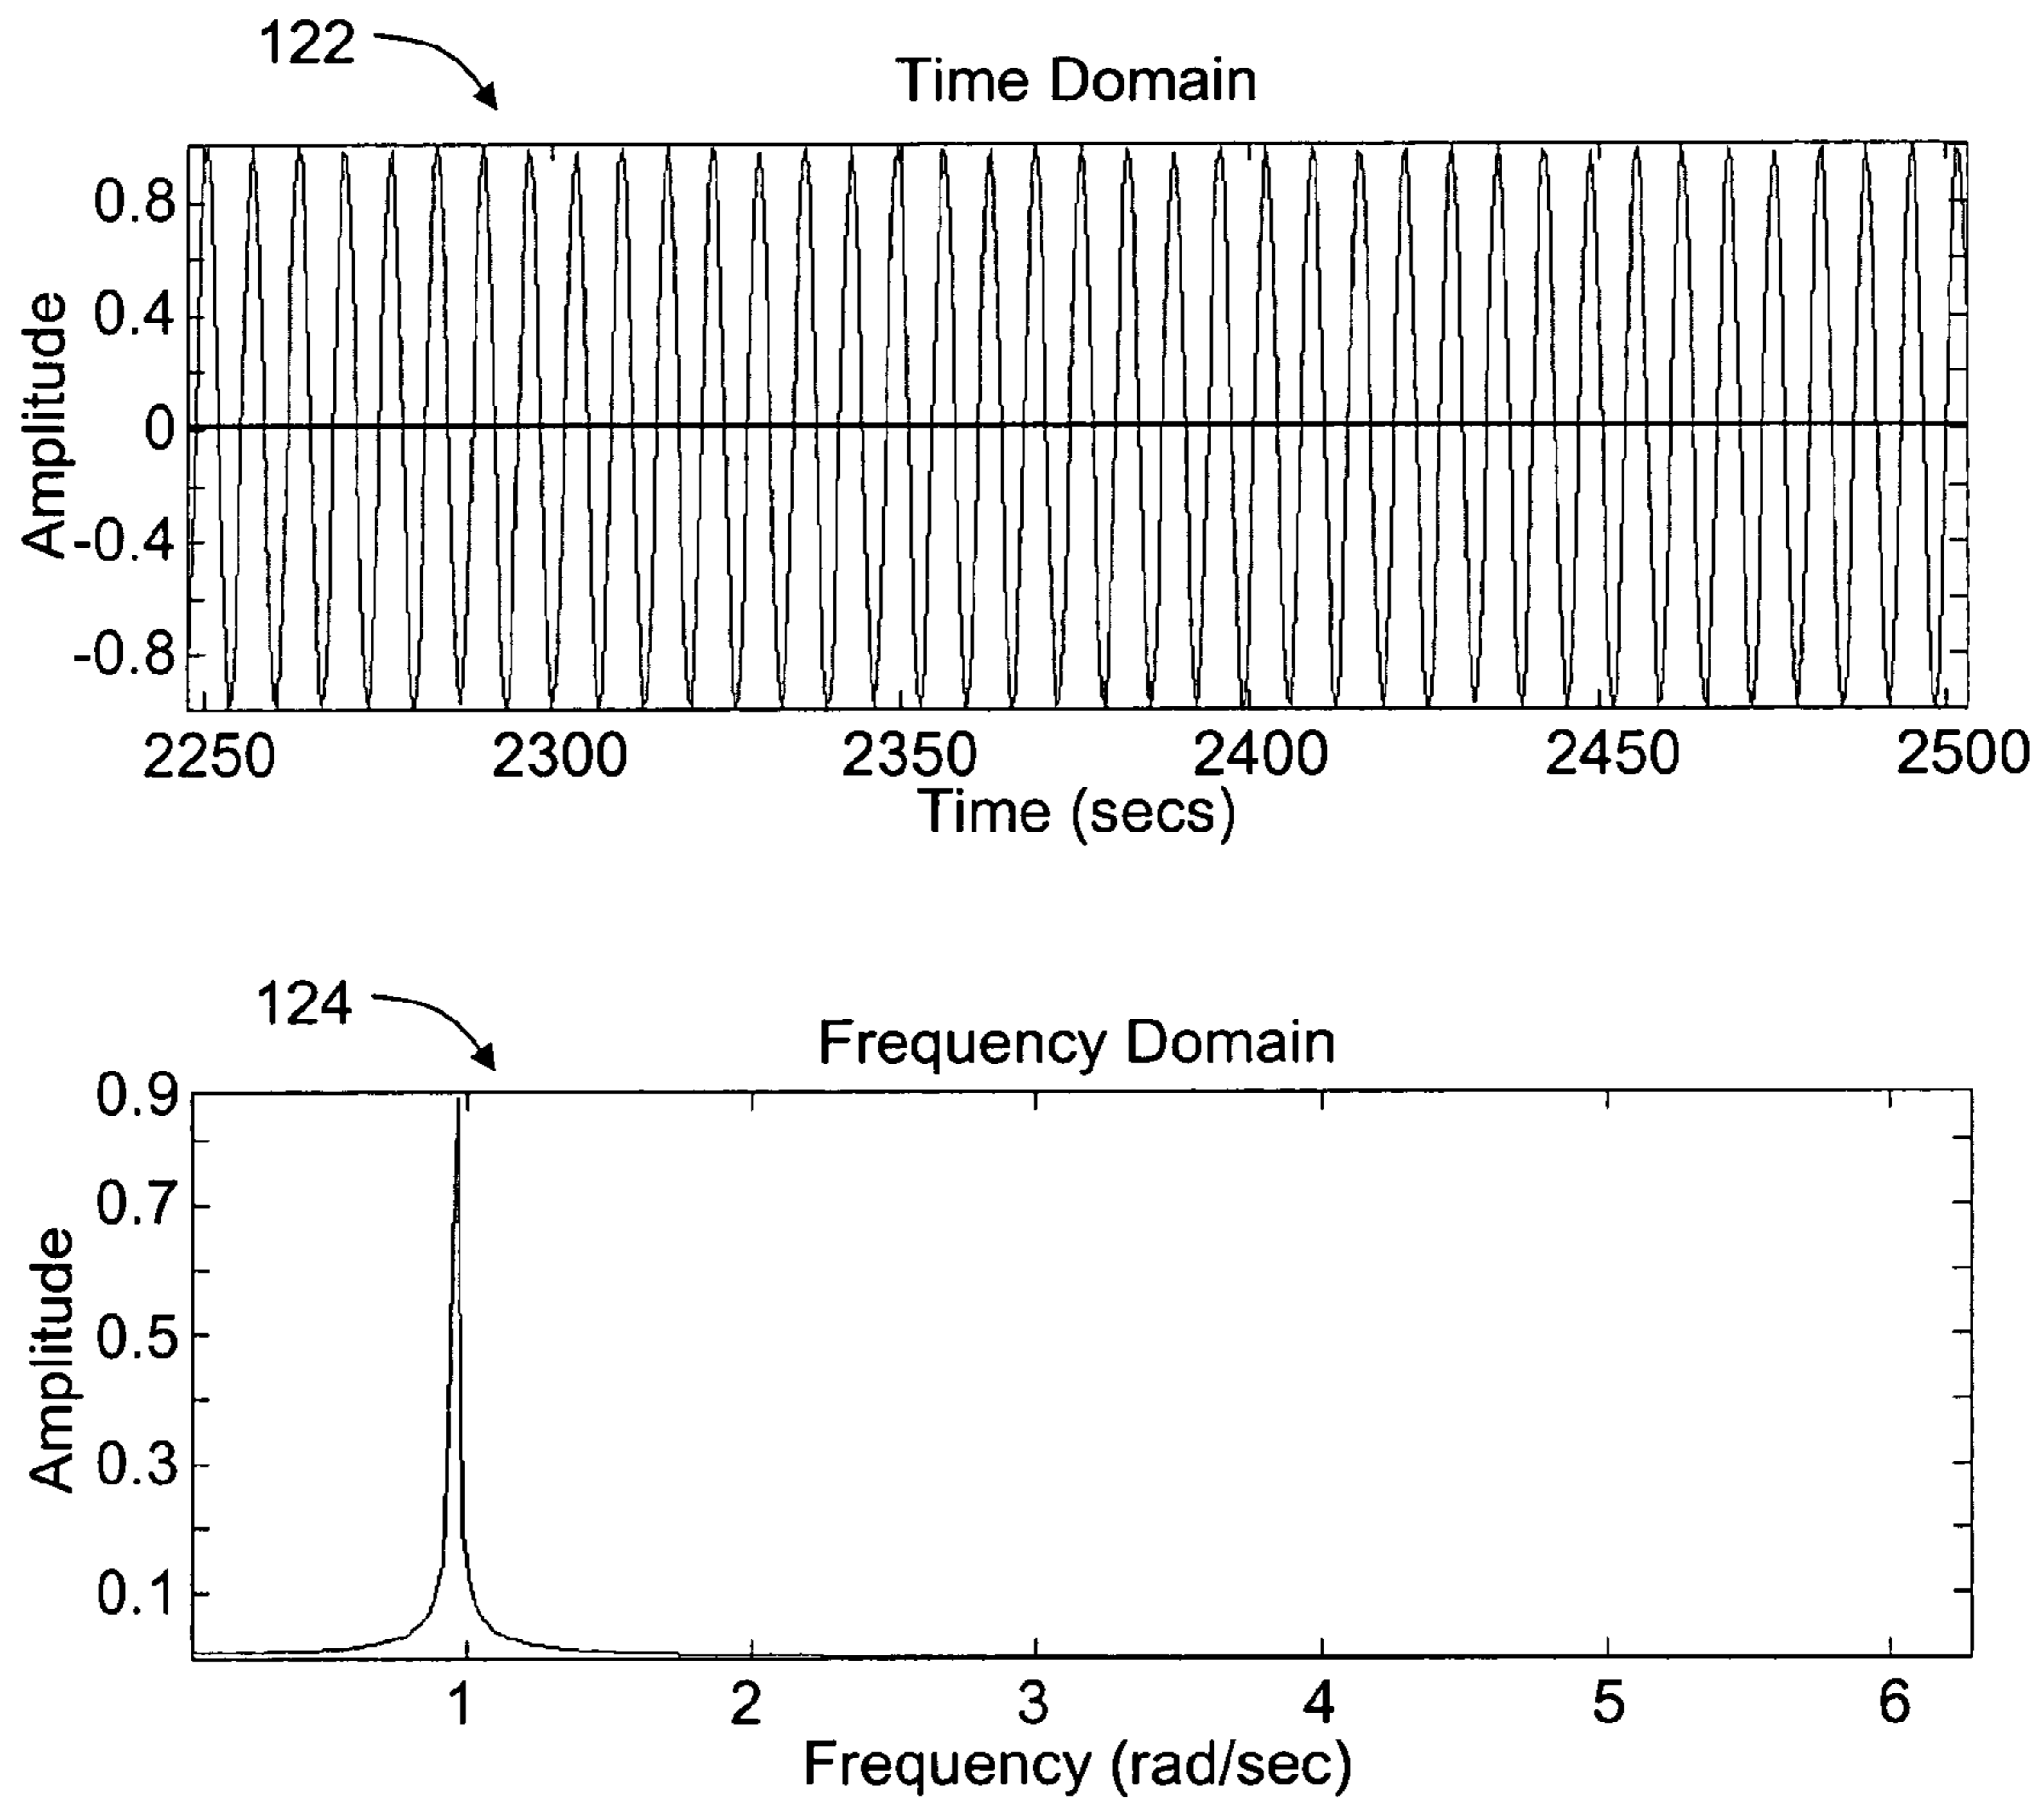 122
Time Domain
0.8
0.4
0
-0.4
-0.8
Amplitude
2250 2300 2350 2400 2450 2500
Time (secs)
124
Frequency Domain
0.9
0.7
0.5
0.3
0.1
Amplitude
1 2 3 4 5 6
Frequency (rad/sec)